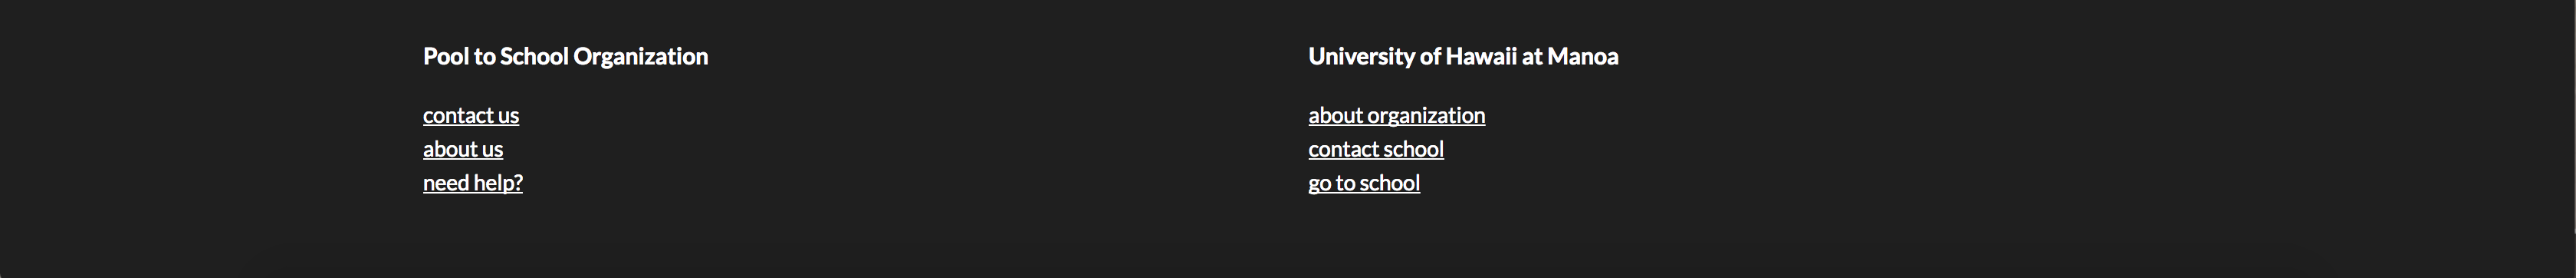 Pool to School Organization
contact us
about us
need help?
University of Hawaii at Manoa
about organization
contact school
go to school